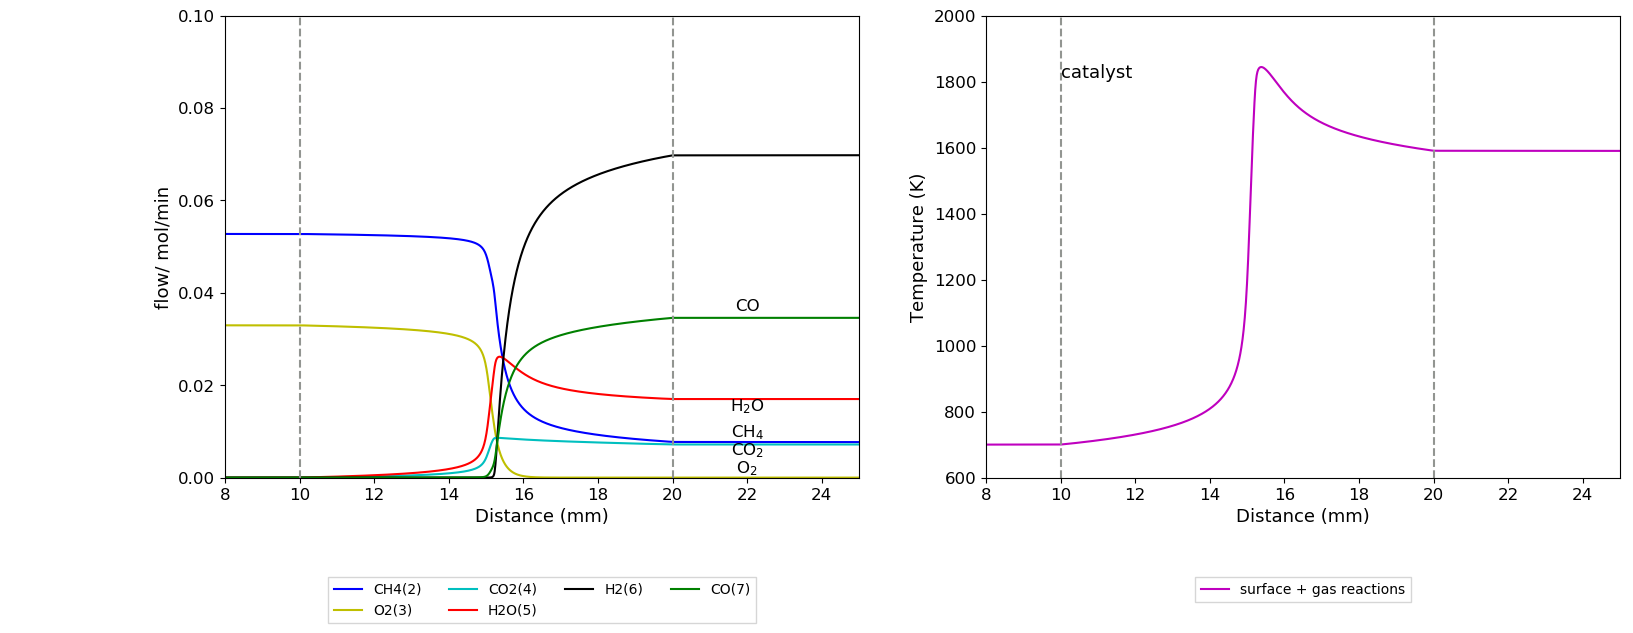 0.10
0.08
0.06
0.04
0.02
0.00
flow/ mol/min
CO
H₂O
CH₄
CO₂
O₂
8 10 12 14 16 18 20 22 24
Distance (mm)
CH4(2) CO2(4) H2(6) CO(7)
O2(3) H2O(5)
2000
1800
1600
1400
1200
1000
800
600
Temperature (K)
catalyst
8 10 12 14 16 18 20 22 24
Distance (mm)
surface + gas reactions